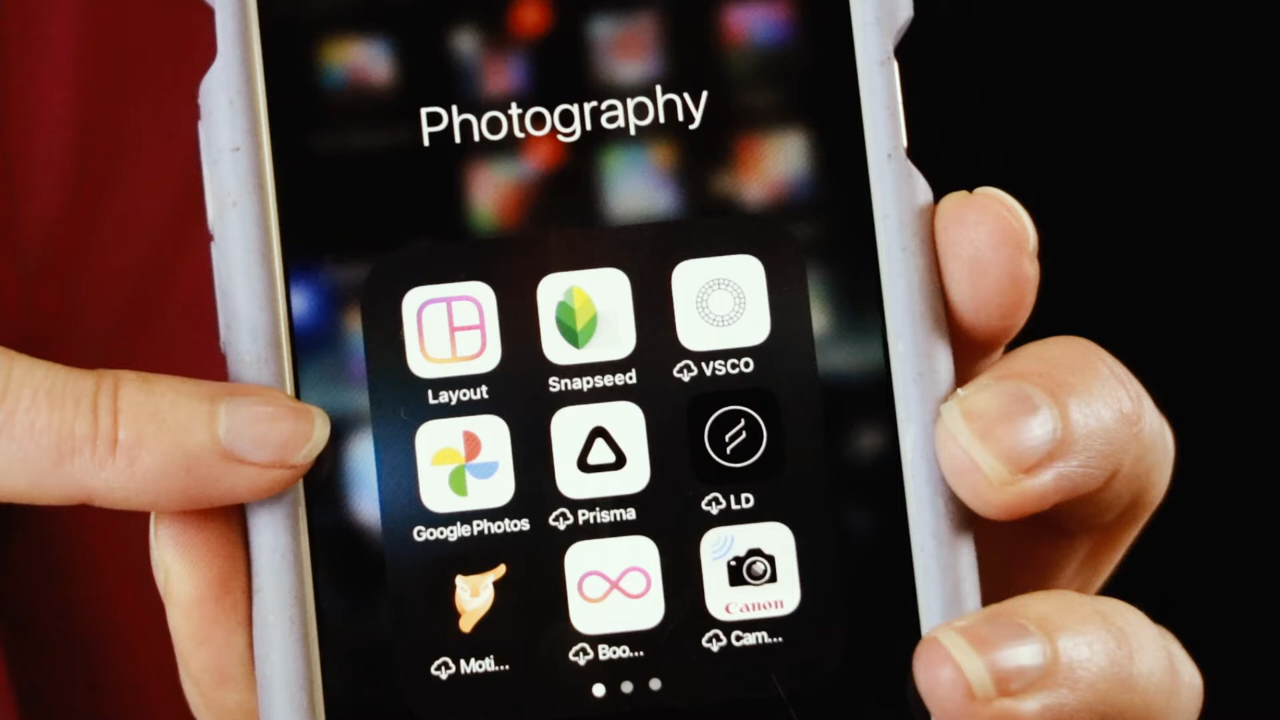 Photography
Layout
Snapseed
VSCO
Google Photos
Prisma
LD
Canon
Moti...
Boo...
Cam...